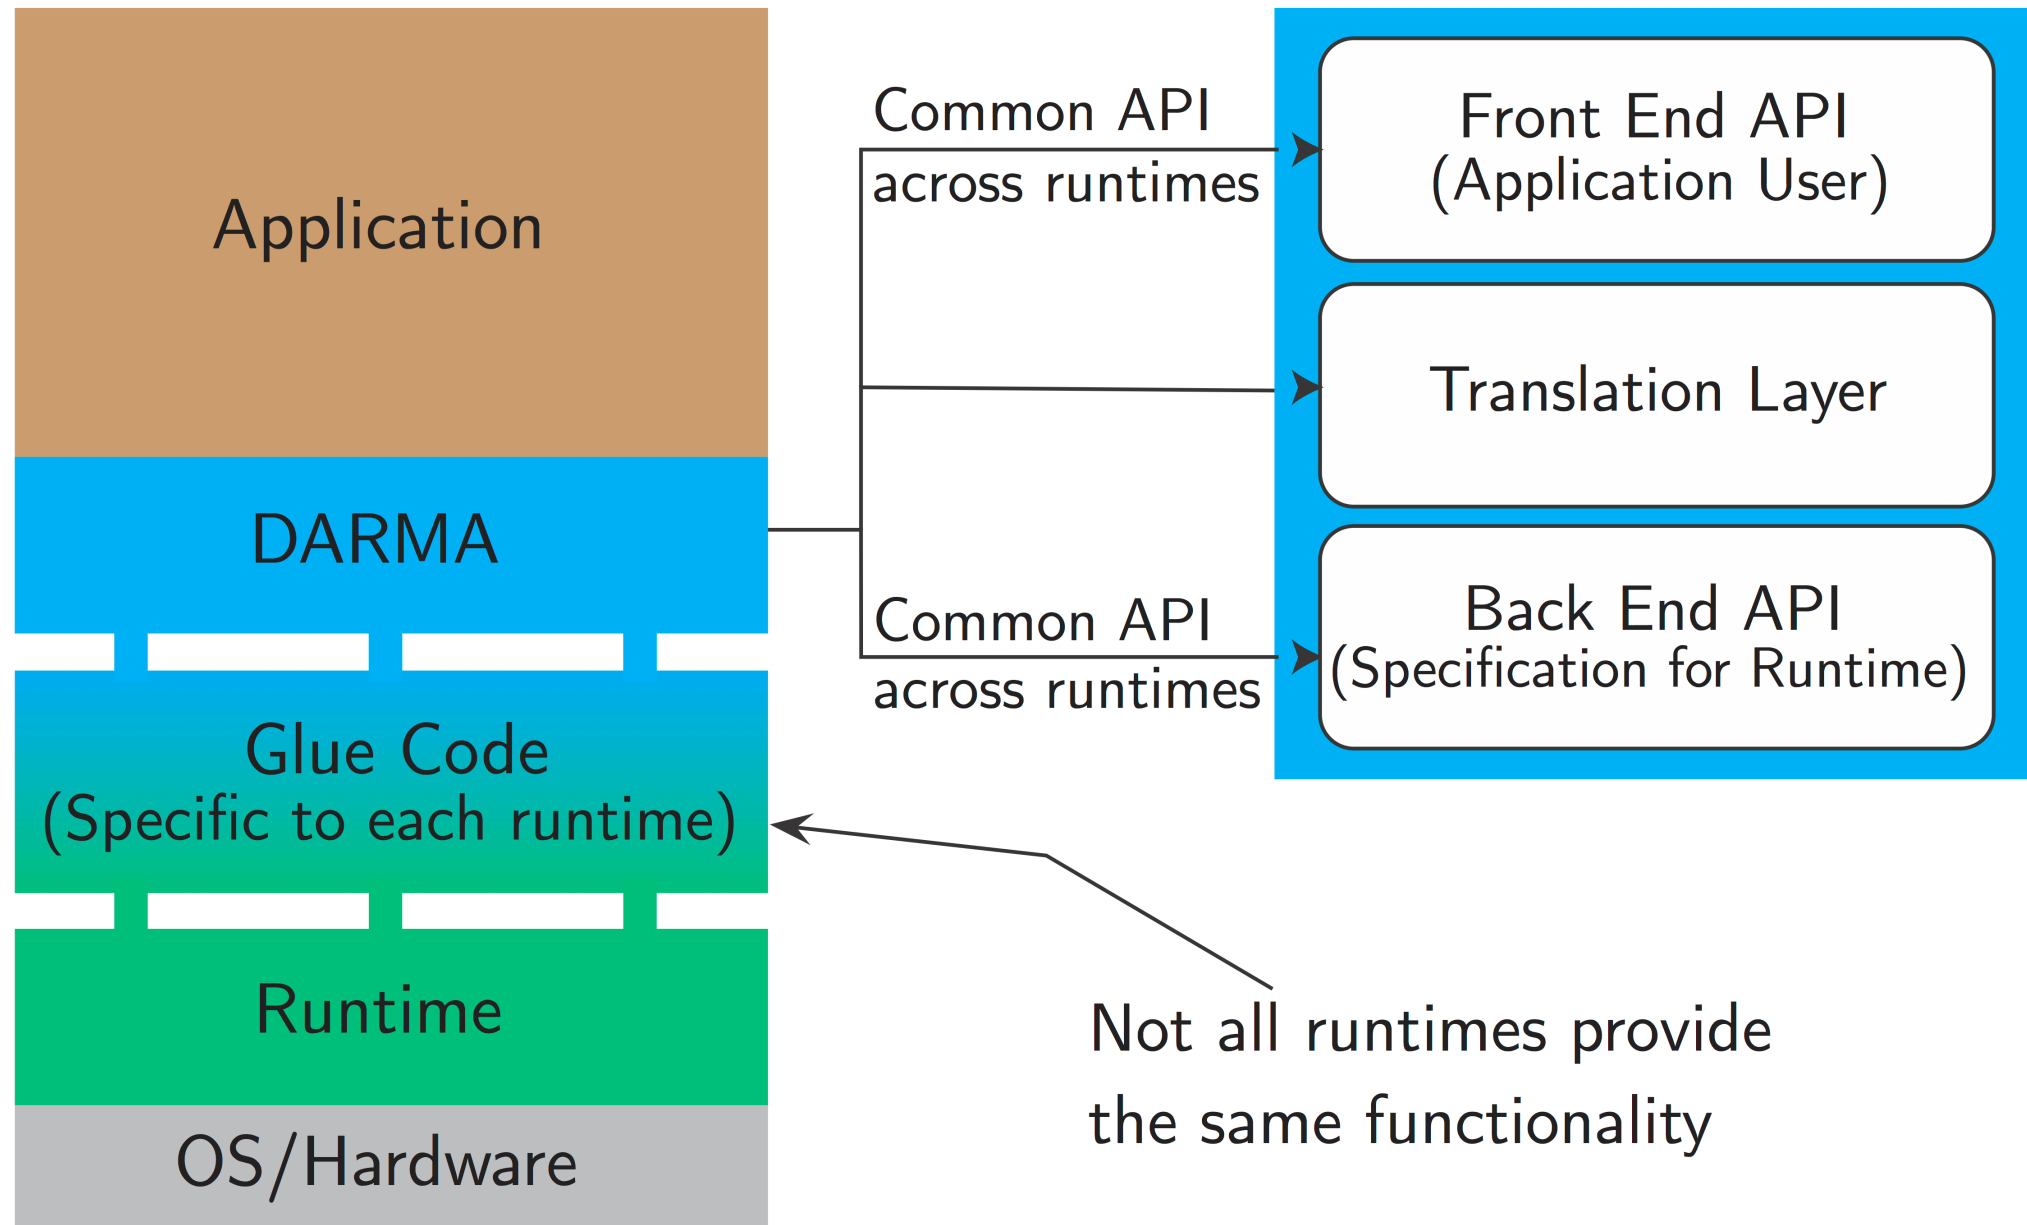 Application
DARMA
Glue Code
(Specific to each runtime)
Runtime
OS/Hardware
Common API
across runtimes
Common API
across runtimes
Front End API
(Application User)
Translation Layer
Back End API
(Specification for Runtime)
Not all runtimes provide
the same functionality